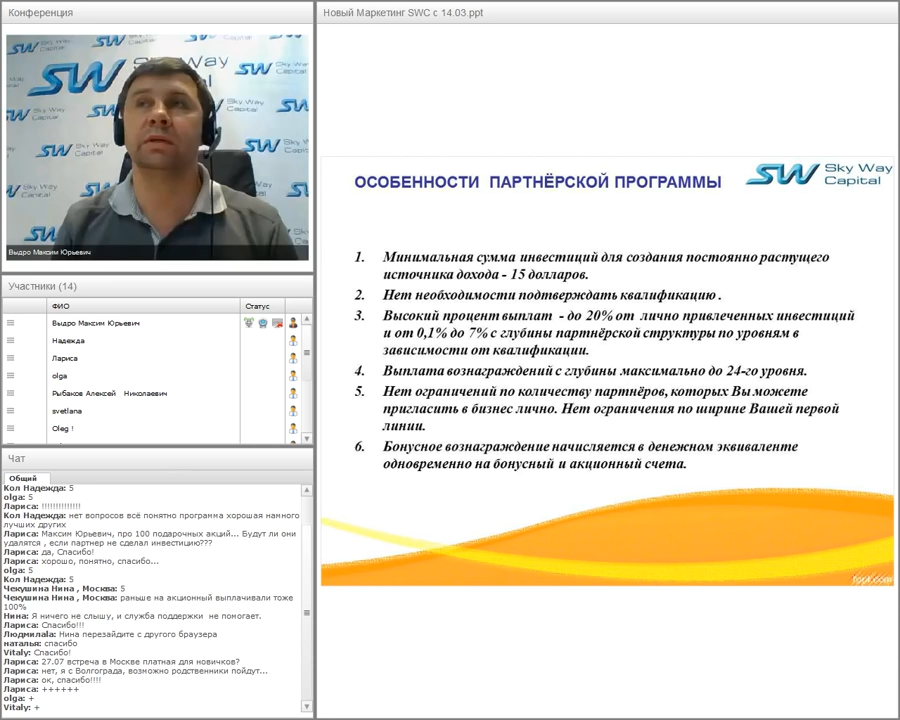 Конференция
SW Sky Way Capital
Выдро Максим Юрьевич
Участники (14)
ФИО
Статус
Выдро Максим Юрьевич
Надежда
Лариса
olga
Рыбаков Алексей Николаевич
svetlana
Oleg !
Чат
Общий
Кол Надежда: 5
olga: 5
Лариса: !!!!!!!!!!!!!!
Кол Надежда: нет вопросов всё понятно программа хорошая намного
лучших других
Лариса: Максим Юрьевич, про 100 подарочных акций... Будут ли они
удалятся , если партнер не сделал инвестицию???
Лариса: да, Спасибо!
Лариса: хорошо, понятно, спасибо...
olga: 5
Кол Надежда: 5
Чекушина Нина , Москва: 5
Чекушина Нина , Москва: раньше на акционный выплачивали тоже
100%
Нина: Я ничего не слышу, и служба поддержки не помогает.
Лариса: Спасибо!!!
Людмилаla: Нина перезайдите с другого браузера
наталья: спасибо
Vitaly: Спасибо!
Лариса: 27.07 встреча в Москве платная для новичков?
Лариса: нет, я с Волгограда, возможно родственники пойдут...
Лариса: ок, спасибо!!!!
Лариса: ++++++
olga: +
Vitaly: +
Новый Маркетинг SWC с 14.03.ppt
ОСОБЕННОСТИ ПАРТНЁРСКОЙ ПРОГРАММЫ
SW Sky Way
Capital
1. Минимальная сумма инвестиций для создания постоянно растущего
источника дохода - 15 долларов.
2. Нет необходимости подтверждать квалификацию .
3. Высокий процент выплат - до 20% от лично привлеченных инвестиций
и от 0,1% до 7% с глубины партнёрской структуры по уровням в
зависимости от квалификации.
4. Выплата вознаграждений с глубины максимально до 24-го уровня.
5. Нет ограничений по количеству партнёров, которых Вы можете
пригласить в бизнес лично. Нет ограничения по ширине Вашей первой
линии.
6. Бонусное вознаграждение начисляется в денежном эквиваленте
одновременно на бонусный и акционный счета.
fppt.com